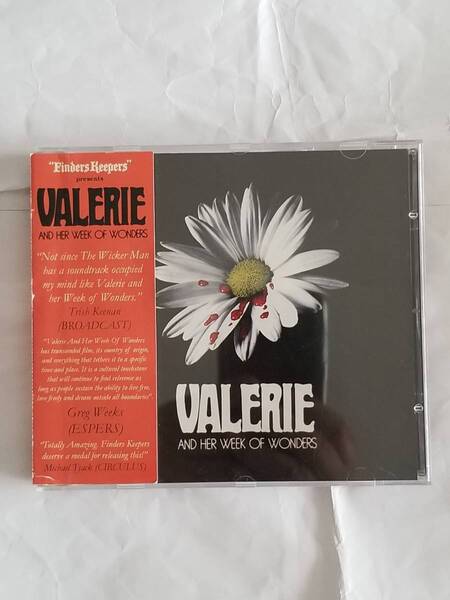 "Finders Keepers"
presents
VALERIE
AND HER WEEK OF WONDERS
"Not since The Wicker Man
has a soundtrack occupied
my mind like Valerie and
her Week of Wonders."
Trish Keenan
(BROADCAST)
"Valerie And Her Week Of Wonders
has transcended film, its country of origin,
and everything that tethers it to a specific
time and place. It is a cultural touchstone
that will continue to find reverence as
long as people sustain the ability to live free,
love freely and dream outside all boundaries"
Greg Weeks
(ESPERS)
"Totally Amazing. Finders Keepers
deserve a medal for releasing this!"
Michael Tyack (CIRCULUS)
VALERIE
AND HER WEEK OF WONDERS